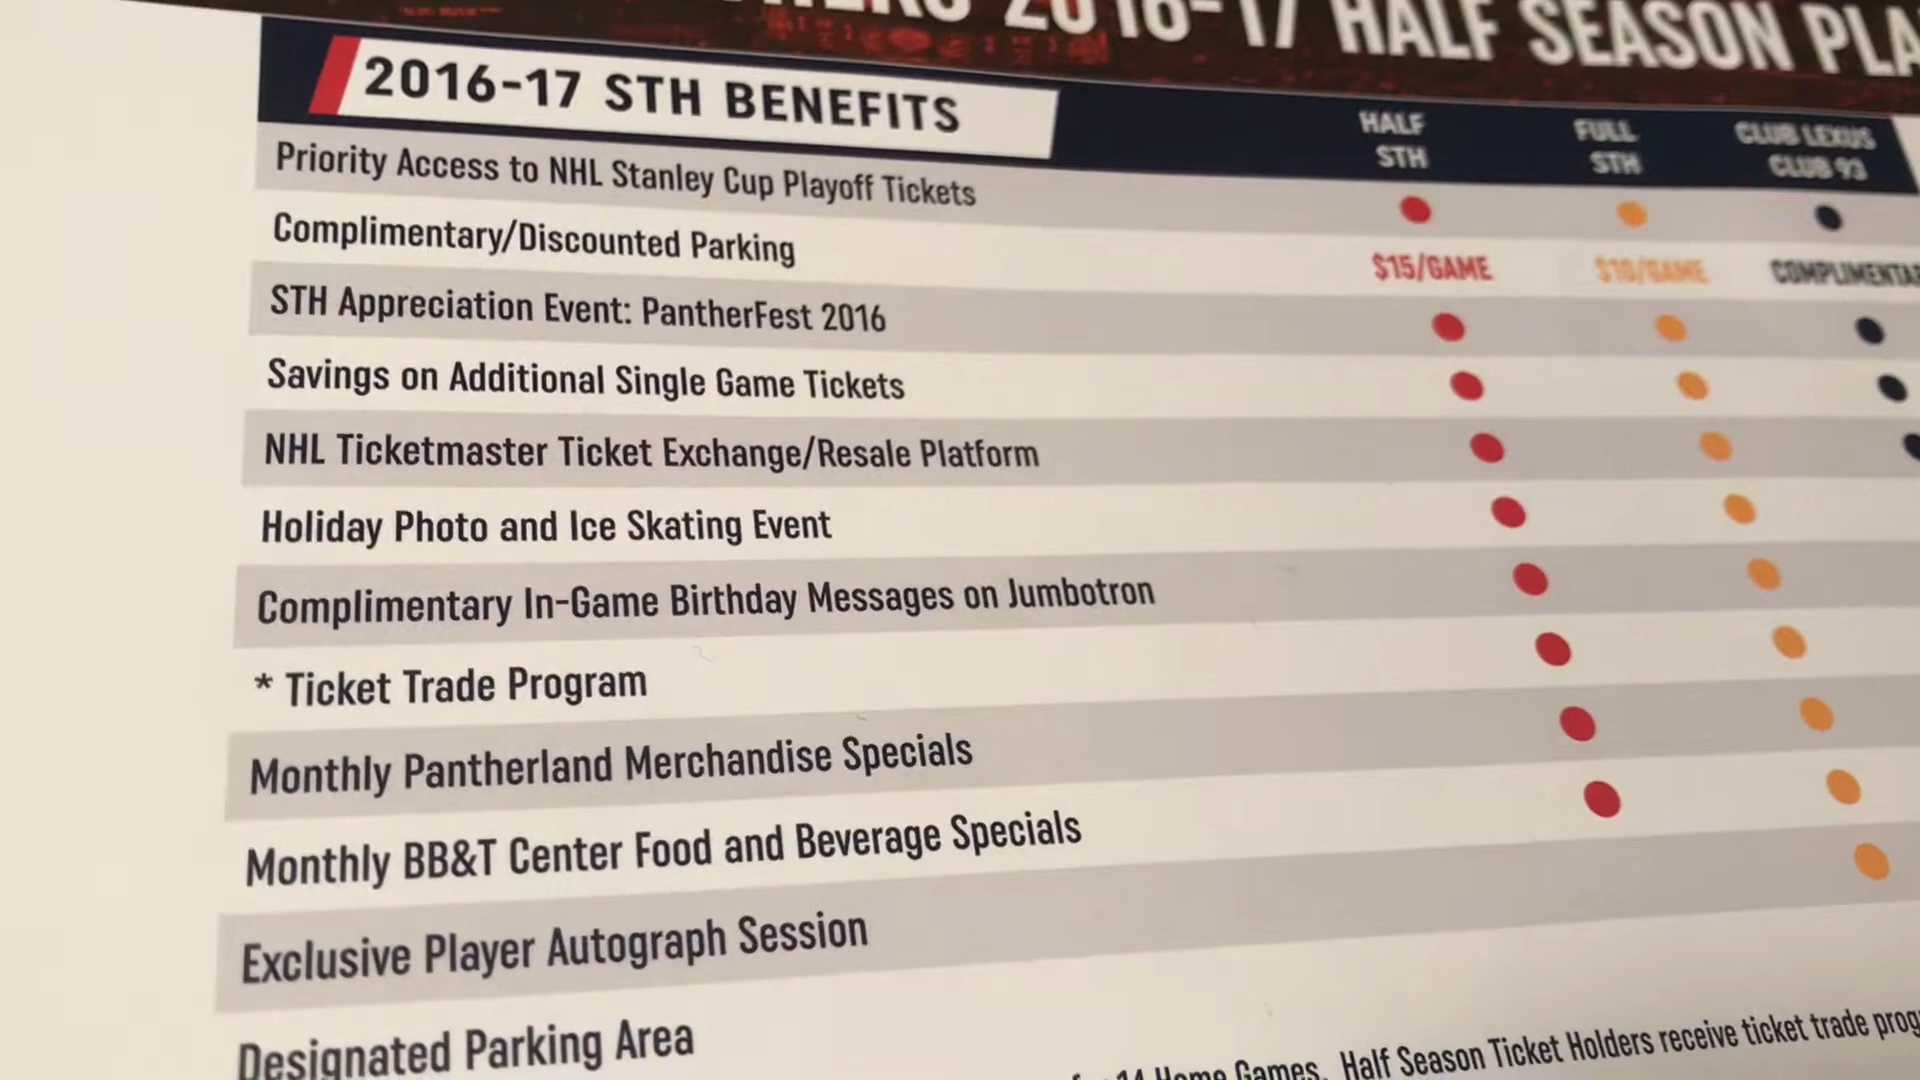 2016-17 HALF SEASON
2016-17 STH BENEFITS
HALF STH
FULL STH
CLUB LEXUS CLUB 93
Priority Access to NHL Stanley Cup Playoff Tickets
Complimentary/Discounted Parking $15/GAME $10/GAME
STH Appreciation Event: PantherFest 2016
Savings on Additional Single Game Tickets
NHL Ticketmaster Ticket Exchange/Resale Platform
Holiday Photo and Ice Skating Event
Complimentary In-Game Birthday Messages on Jumbotron
* Ticket Trade Program
Monthly Pantherland Merchandise Specials
Monthly BB&T Center Food and Beverage Specials
Exclusive Player Autograph Session
Designated Parking Area
14 Home Games. Half Season Ticket Holders receive ticket trade